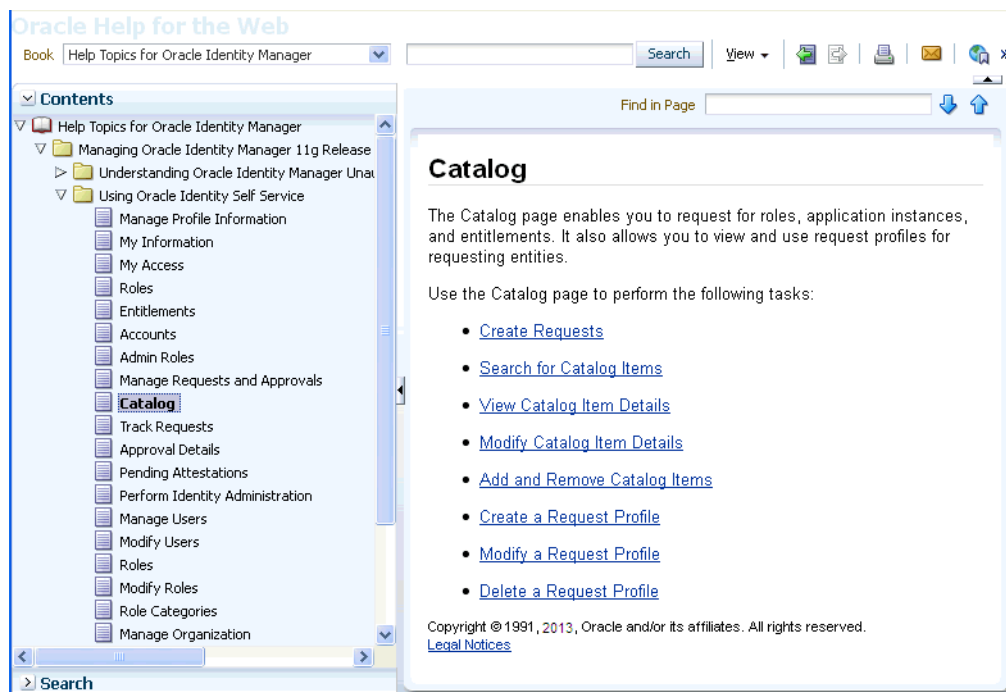 Oracle Help for the Web
Book Help Topics for Oracle Identity Manager Search View
Contents
Help Topics for Oracle Identity Manager
Managing Oracle Identity Manager 11g Release
Understanding Oracle Identity Manager Unau
Using Oracle Identity Self Service
Manage Profile Information
My Information
My Access
Roles
Entitlements
Accounts
Admin Roles
Manage Requests and Approvals
Catalog
Track Requests
Approval Details
Pending Attestations
Perform Identity Administration
Manage Users
Modify Users
Roles
Modify Roles
Role Categories
Manage Organization
Search
Find in Page
Catalog
The Catalog page enables you to request for roles, application instances,
and entitlements. It also allows you to view and use request profiles for
requesting entities.
Use the Catalog page to perform the following tasks:
• Create Requests
• Search for Catalog Items
• View Catalog Item Details
• Modify Catalog Item Details
• Add and Remove Catalog Items
• Create a Request Profile
• Modify a Request Profile
• Delete a Request Profile
Copyright © 1991, 2013, Oracle and/or its affiliates. All rights reserved.
Legal Notices